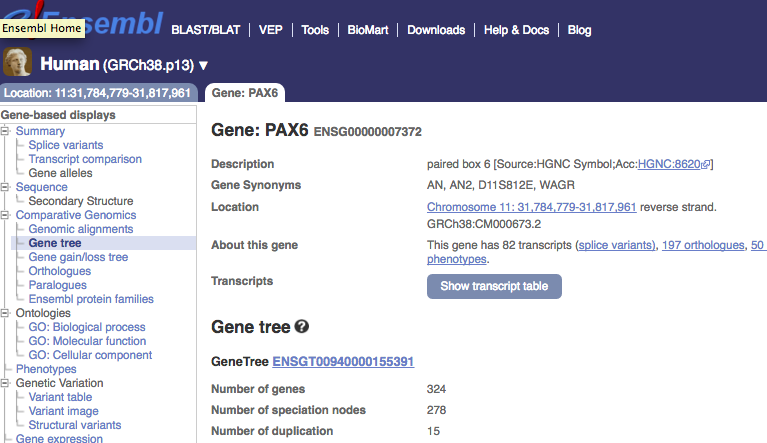 Ensembl
Ensembl Home
BLAST/BLAT | VEP | Tools | BioMart | Downloads | Help & Docs | Blog
Human (GRCh38.p13) ▼
Location: 11:31,784,779-31,817,961
Gene: PAX6
Gene-based displays
Summary
Splice variants
Transcript comparison
Gene alleles
Sequence
Secondary Structure
Comparative Genomics
Genomic alignments
Gene tree
Gene gain/loss tree
Orthologues
Paralogues
Ensembl protein families
Ontologies
GO: Biological process
GO: Molecular function
GO: Cellular component
Phenotypes
Genetic Variation
Variant table
Variant image
Structural variants
Gene expression
Gene: PAX6 ENSG00000007372
Description paired box 6 [Source:HGNC Symbol;Acc:HGNC:8620]
Gene Synonyms AN, AN2, D11S812E, WAGR
Location Chromosome 11: 31,784,779-31,817,961 reverse strand.
GRCh38:CM000673.2
About this gene This gene has 82 transcripts (splice variants), 197 orthologues, 50
phenotypes.
Transcripts Show transcript table
Gene tree ?
GeneTree ENSGT00940000155391
Number of genes 324
Number of speciation nodes 278
Number of duplication 15